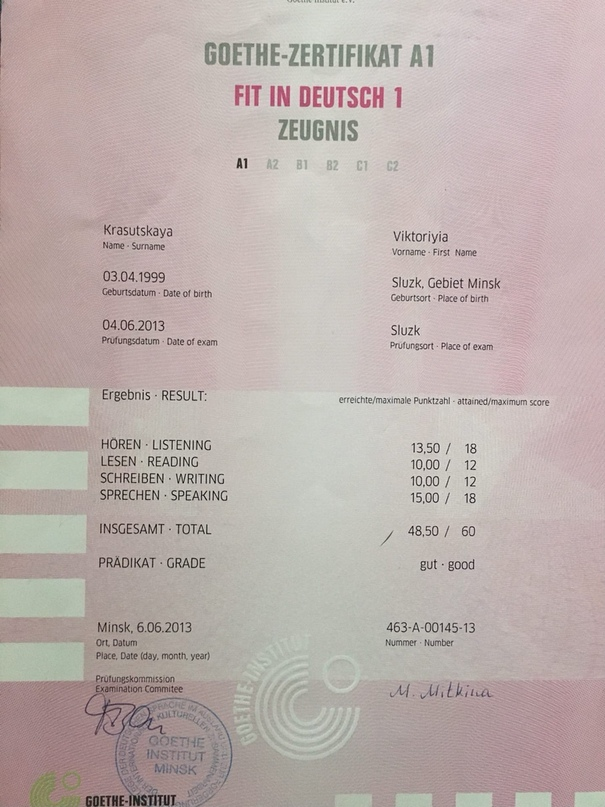 GOETHE-ZERTIFIKAT A1
FIT IN DEUTSCH 1
ZEUGNIS
A1 A2 B1 B2 C1 C2
Krasutskaya Viktoriyia
Name · Surname Vorname · First Name
03.04.1999 Sluzk, Gebiet Minsk
Geburtsdatum · Date of birth Geburtsort · Place of birth
04.06.2013 Sluzk
Prüfungsdatum · Date of exam Prüfungsort · Place of exam
Ergebnis · RESULT: erreichte/maximale Punktzahl · attained/maximum score
HÖREN · LISTENING 13,50 / 18
LESEN · READING 10,00 / 12
SCHREIBEN · WRITING 10,00 / 12
SPRECHEN · SPEAKING 15,00 / 18
INSGESAMT · TOTAL 48,50 / 60
PRÄDIKAT · GRADE gut · good
Minsk, 6.06.2013 463-A-00145-13
Ort, Datum Nummer · Number
Place, Date (day, month, year)
Prüfungskommission
Examination Commitee
M. Mitkina
GOETHE-INSTITUT
GOETHE
INSTITUT
MINSK
GOETHE-INSTITUT